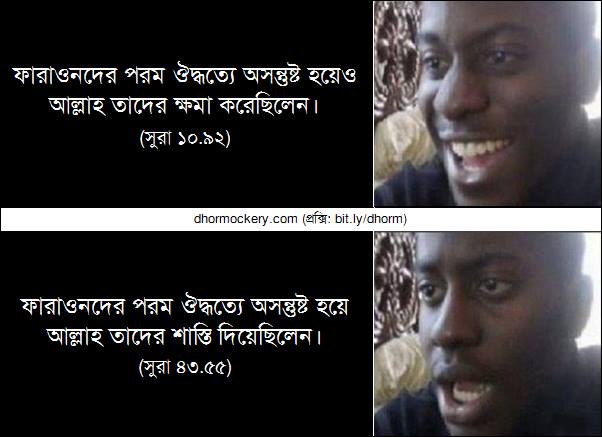 ফারাওনদের পরম ঔদ্ধত্যে অসন্তুষ্ট হয়েও
আল্লাহ তাদের ক্ষমা করেছিলেন।
(সুরা ১০.৯২)
dhormockery.com (প্রক্সি: bit.ly/dhorm)
ফারাওনদের পরম ঔদ্ধত্যে অসন্তুষ্ট হয়ে
আল্লাহ তাদের শাস্তি দিয়েছিলেন।
(সুরা ৪৩.৫৫)